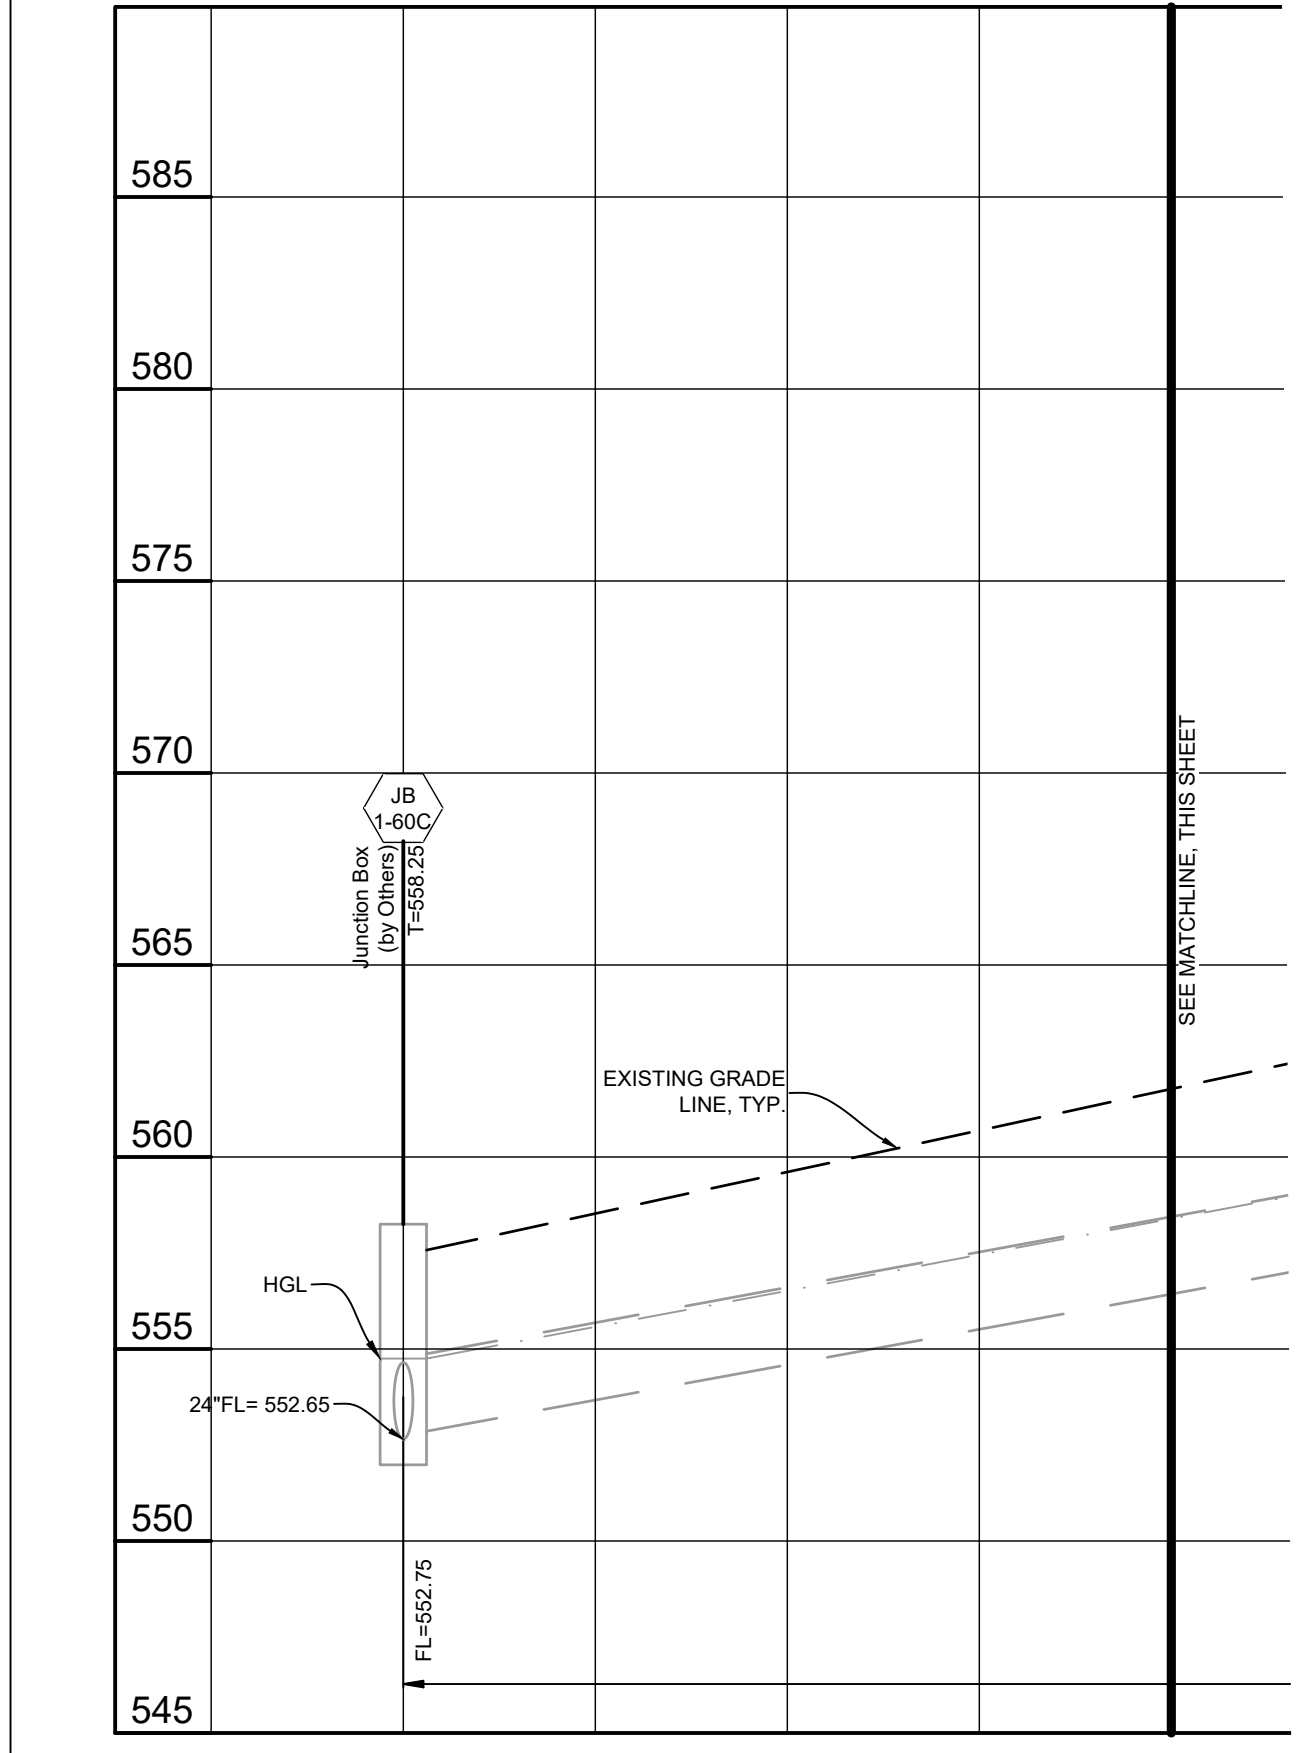 585
580
575
570
JB
1-60C
Junction Box
(by Others)
T=558.25
SEE MATCHLINE, THIS SHEET
565
EXISTING GRADE
LINE, TYP.
560
HGL
555
24"FL= 552.65
550
FL=552.75
545